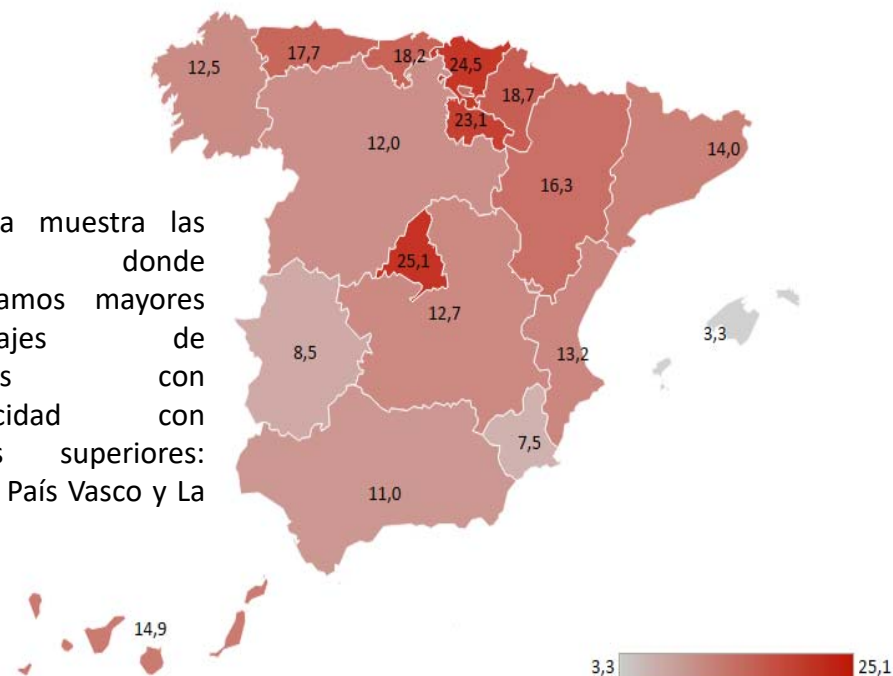 a muestra las
donde
amos mayores
ajes de
s con
cidad con
s superiores:
País Vasco y La
12,5
17,7
18,2
24,5
18,7
23,1
12,0
14,0
16,3
25,1
12,7
3,3
8,5
13,2
7,5
11,0
14,9
3,3
25,1